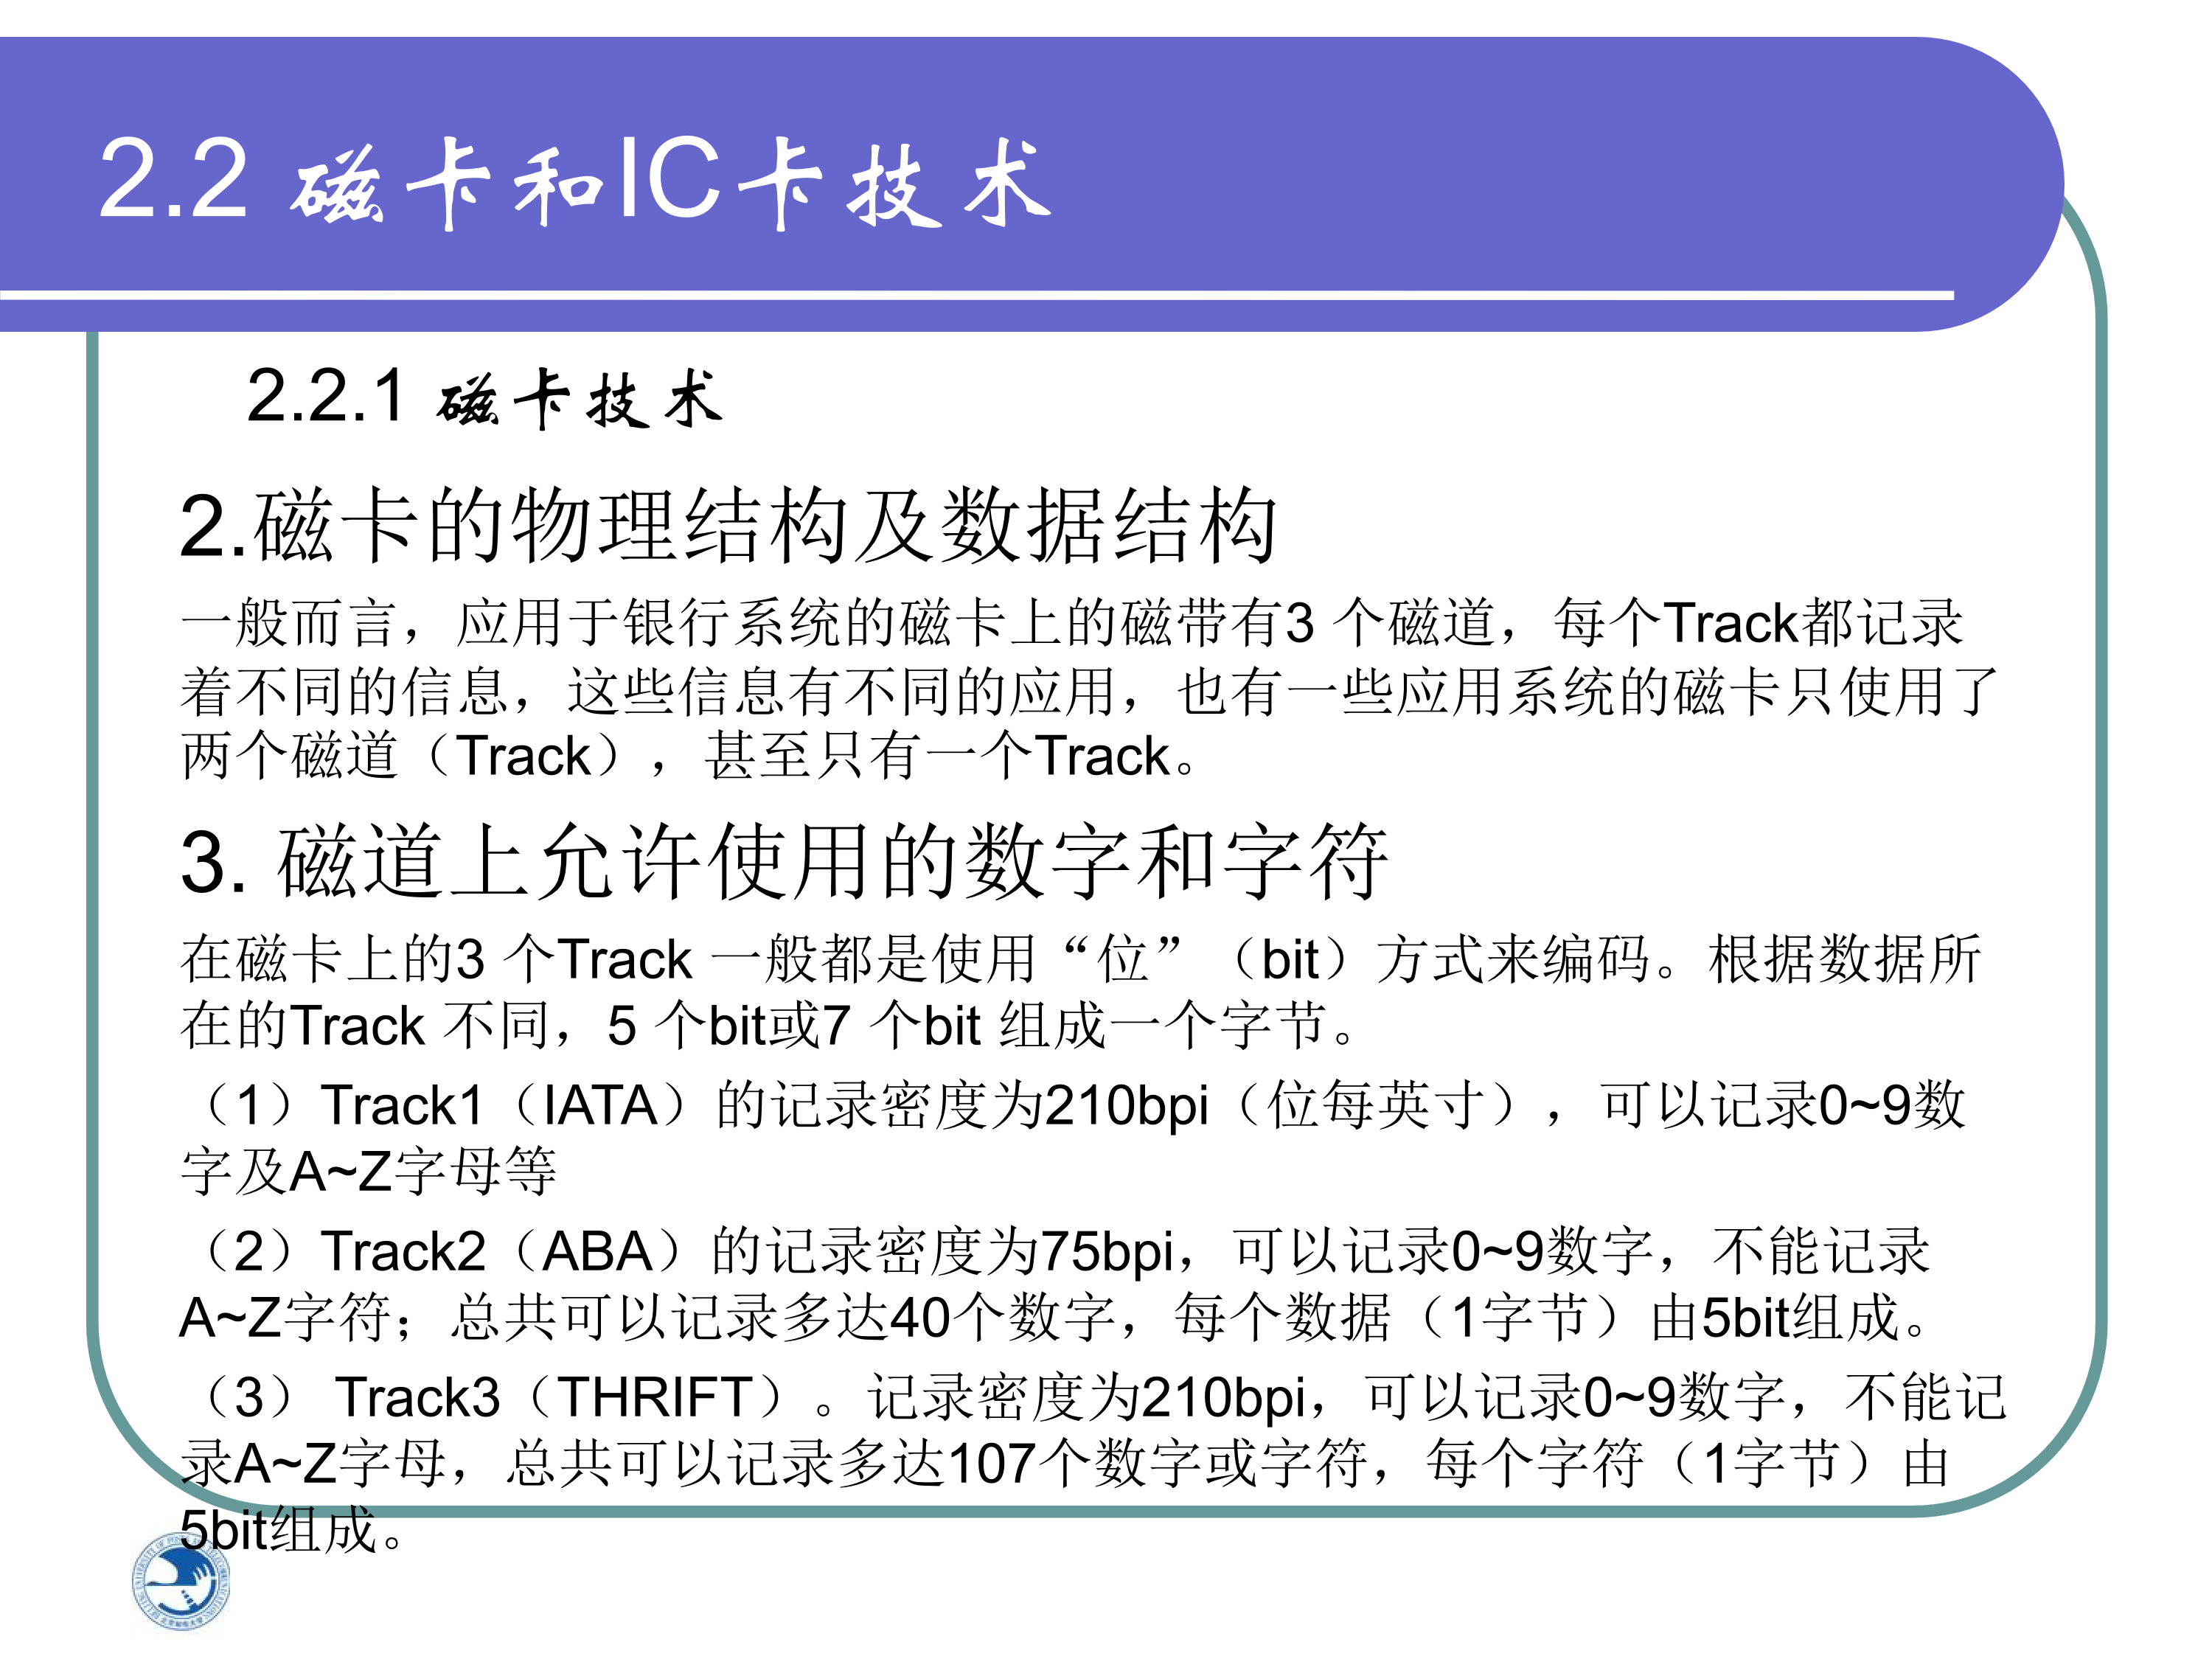 2.2 磁卡和IC卡技术
2.2.1 磁卡技术
2.磁卡的物理结构及数据结构
一般而言，应用于银行系统的磁卡上的磁带有3 个磁道，每个Track都记录
着不同的信息，这些信息有不同的应用，也有一些应用系统的磁卡只使用了
两个磁道（Track），甚至只有一个Track。
3. 磁道上允许使用的数字和字符
在磁卡上的3 个Track 一般都是使用“位”（bit）方式来编码。根据数据所
在的Track 不同，5 个bit或7 个bit 组成一个字节。
（1）Track1（IATA）的记录密度为210bpi（位每英寸），可以记录0~9数
字及A~Z字母等
（2）Track2（ABA）的记录密度为75bpi，可以记录0~9数字，不能记录
A~Z字符；总共可以记录多达40个数字，每个数据（1字节）由5bit组成。
（3） Track3（THRIFT）。记录密度为210bpi，可以记录0~9数字，不能记
录A~Z字母，总共可以记录多达107个数字或字符，每个字符（1字节）由
5bit组成。